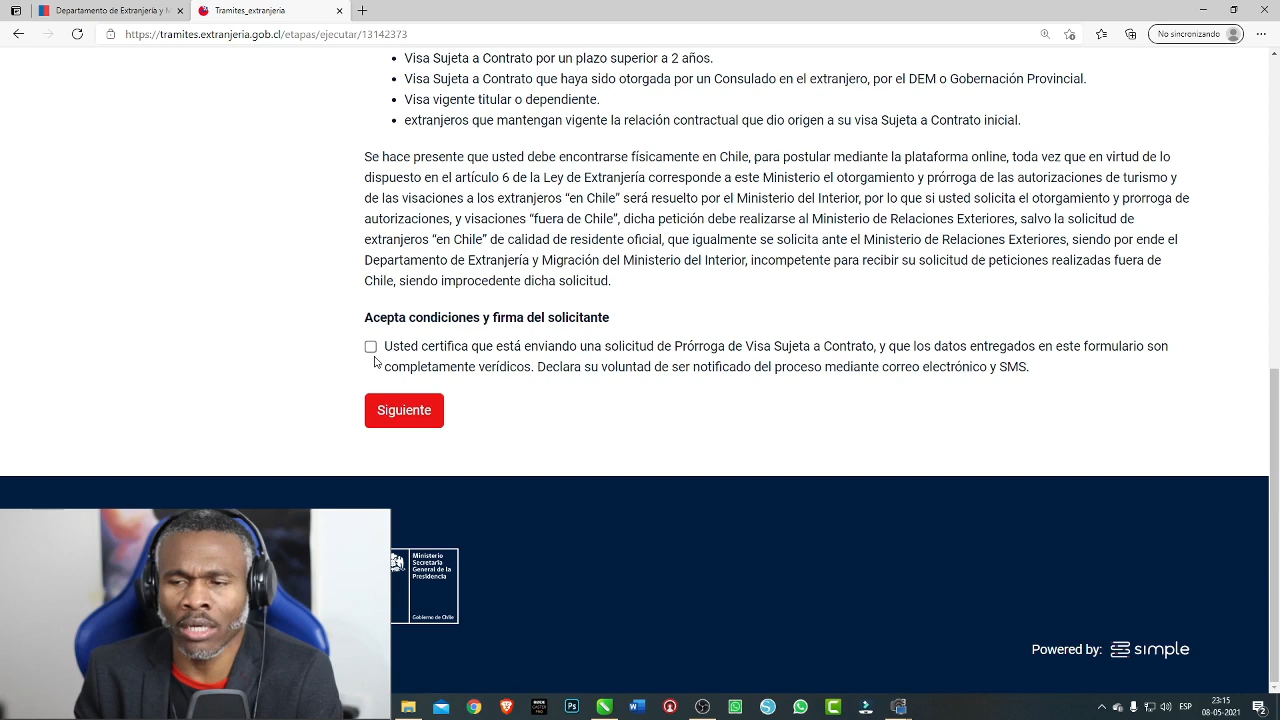 Departamento de Extranjería y M
Tramites_extranjeria
https://tramites.extranjeria.gob.cl/etapas/ejecutar/13142373
No sincronizando
• Visa Sujeta a Contrato por un plazo superior a 2 años.
• Visa Sujeta a Contrato que haya sido otorgada por un Consulado en el extranjero, por el DEM o Gobernación Provincial.
• Visa vigente titular o dependiente.
• extranjeros que mantengan vigente la relación contractual que dio origen a su visa Sujeta a Contrato inicial.
Se hace presente que usted debe encontrarse físicamente en Chile, para postular mediante la plataforma online, toda vez que en virtud de lo
dispuesto en el artículo 6 de la Ley de Extranjería corresponde a este Ministerio el otorgamiento y prórroga de las autorizaciones de turismo y
de las visaciones a los extranjeros “en Chile” será resuelto por el Ministerio del Interior, por lo que si usted solicita el otorgamiento y prorroga de
autorizaciones, y visaciones “fuera de Chile”, dicha petición debe realizarse al Ministerio de Relaciones Exteriores, salvo la solicitud de
extranjeros “en Chile” de calidad de residente oficial, que igualmente se solicita ante el Ministerio de Relaciones Exteriores, siendo por ende el
Departamento de Extranjería y Migración del Ministerio del Interior, incompetente para recibir su solicitud de peticiones realizadas fuera de
Chile, siendo improcedente dicha solicitud.
Acepta condiciones y firma del solicitante
Usted certifica que está enviando una solicitud de Prórroga de Visa Sujeta a Contrato, y que los datos entregados en este formulario son
completamente verídicos. Declara su voluntad de ser notificado del proceso mediante correo electrónico y SMS.
Siguiente
Ministerio
Secretaría
General de la
Presidencia
Gobierno de Chile
Powered by: simple
ESP
23:15
08-05-2021